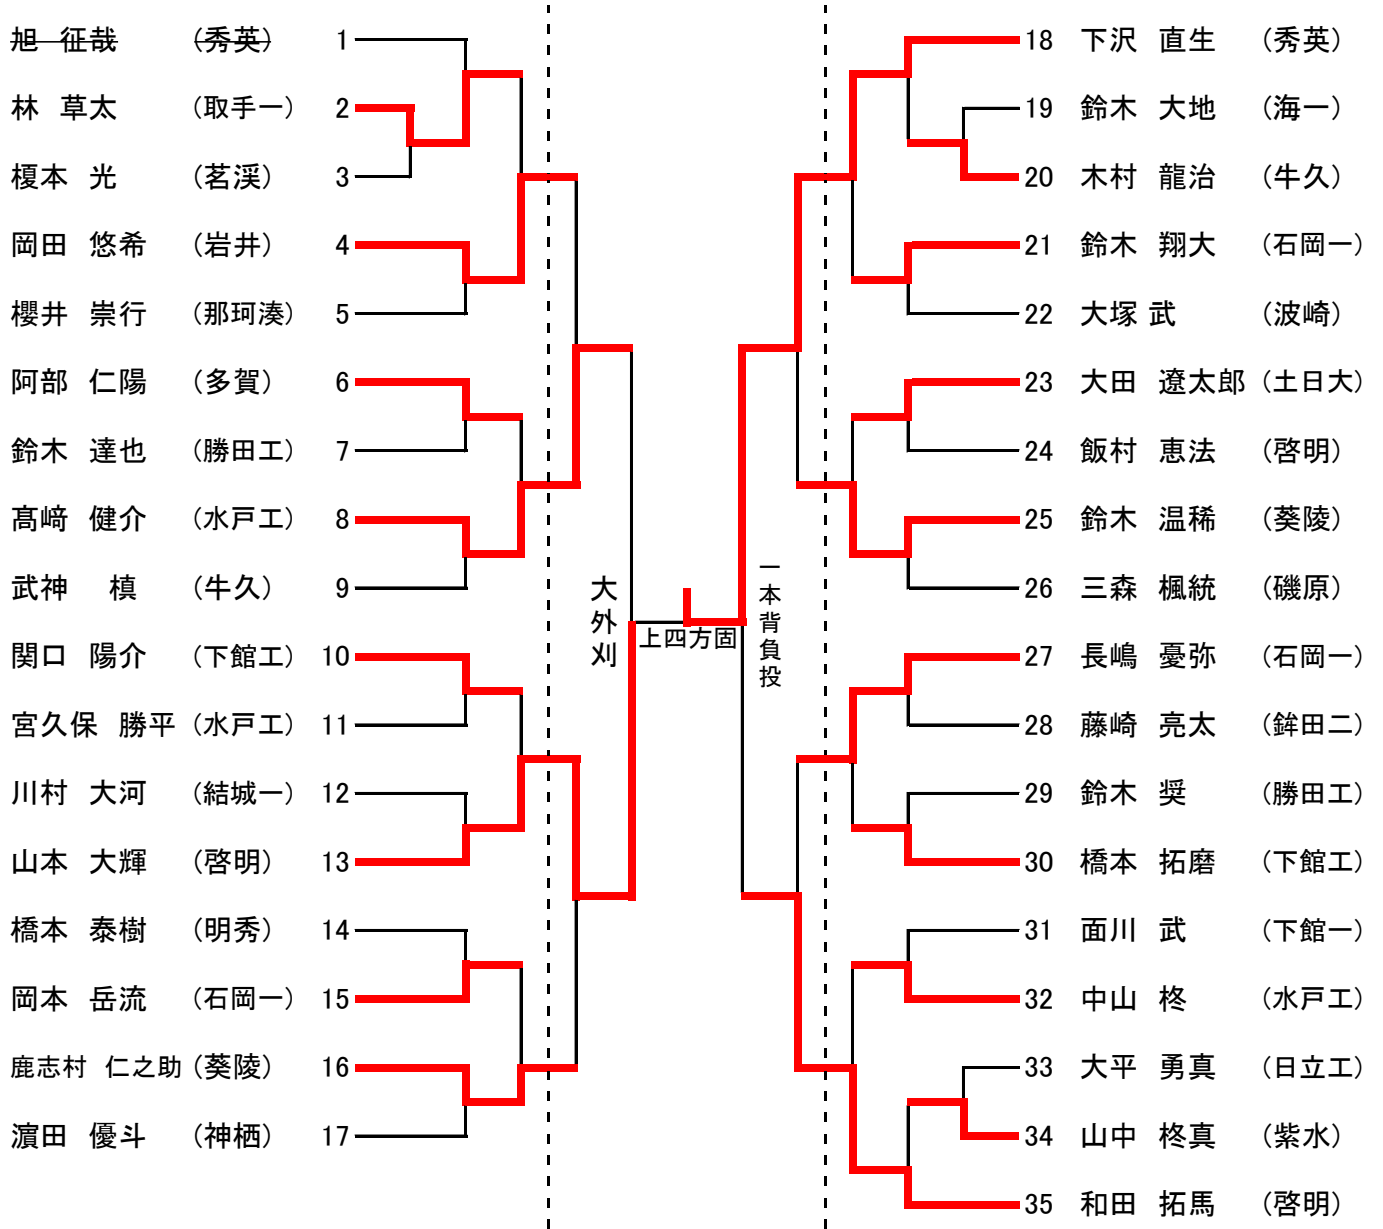 旭 征哉 (秀英) 1
林 草太 (取手一) 2
榎本 光 (茗渓) 3
岡田 悠希 (岩井) 4
櫻井 崇行 (那珂湊) 5
阿部 仁陽 (多賀) 6
鈴木 達也 (勝田工) 7
髙﨑 健介 (水戸工) 8
武神 槙 (牛久) 9
関口 陽介 (下館工) 10
宮久保 勝平 (水戸工) 11
川村 大河 (結城一) 12
山本 大輝 (啓明) 13
橋本 泰樹 (明秀) 14
岡本 岳流 (石岡一) 15
鹿志村 仁之助 (葵陵) 16
濵田 優斗 (神栖) 17
大外刈
上四方固
一本背負投
18 下沢 直生 (秀英)
19 鈴木 大地 (海一)
20 木村 龍治 (牛久)
21 鈴木 翔大 (石岡一)
22 大塚 武 (波崎)
23 大田 遼太郎 (土日大)
24 飯村 恵法 (啓明)
25 鈴木 温稀 (葵陵)
26 三森 楓統 (磯原)
27 長嶋 憂弥 (石岡一)
28 藤崎 亮太 (鉾田二)
29 鈴木 奨 (勝田工)
30 橋本 拓磨 (下館工)
31 面川 武 (下館一)
32 中山 柊 (水戸工)
33 大平 勇真 (日立工)
34 山中 柊真 (紫水)
35 和田 拓馬 (啓明)